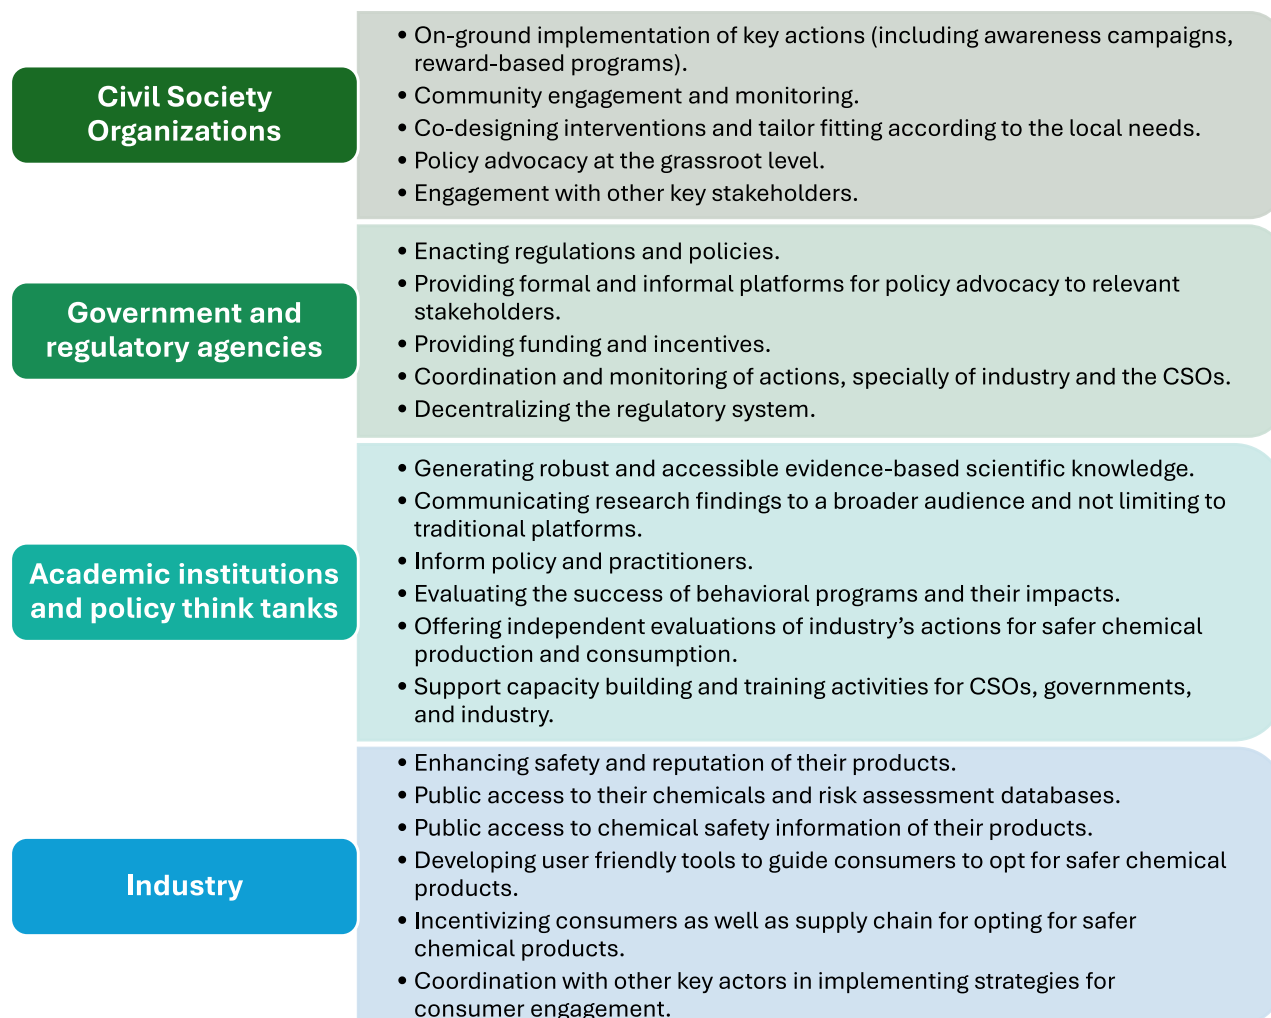 Civil Society
Organizations
• On-ground implementation of key actions (including awareness campaigns,
reward-based programs).
• Community engagement and monitoring.
• Co-designing interventions and tailor fitting according to the local needs.
• Policy advocacy at the grassroot level.
• Engagement with other key stakeholders.
Government and
regulatory agencies
• Enacting regulations and policies.
• Providing formal and informal platforms for policy advocacy to relevant
stakeholders.
• Providing funding and incentives.
• Coordination and monitoring of actions, specially of industry and the CSOs.
• Decentralizing the regulatory system.
Academic institutions
and policy think tanks
• Generating robust and accessible evidence-based scientific knowledge.
• Communicating research findings to a broader audience and not limiting to
traditional platforms.
• Inform policy and practitioners.
• Evaluating the success of behavioral programs and their impacts.
• Offering independent evaluations of industry’s actions for safer chemical
production and consumption.
• Support capacity building and training activities for CSOs, governments,
and industry.
Industry
• Enhancing safety and reputation of their products.
• Public access to their chemicals and risk assessment databases.
• Public access to chemical safety information of their products.
• Developing user friendly tools to guide consumers to opt for safer chemical
products.
• Incentivizing consumers as well as supply chain for opting for safer
chemical products.
• Coordination with other key actors in implementing strategies for
consumer engagement.